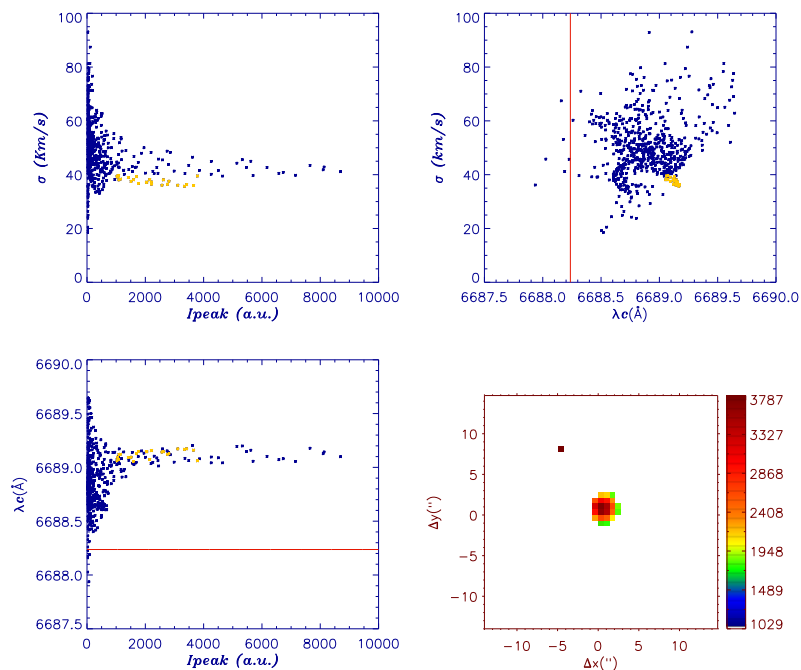 100
80
60
40
20
0
σ (Km/s)
0 2000 4000 6000 8000 10000
Ipeak (a.u.)
100
80
60
40
20
0
σ (km/s)
6687.5 6688.0 6688.5 6689.0 6689.5 6690.0
λc(Å)
6690.0
6689.5
6689.0
6688.5
6688.0
6687.5
λc(Å)
0 2000 4000 6000 8000 10000
Ipeak (a.u.)
10
5
0
−5
−10
Δy('')
−10 −5 0 5 10
Δx('')
3787
3327
2868
2408
1948
1489
1029